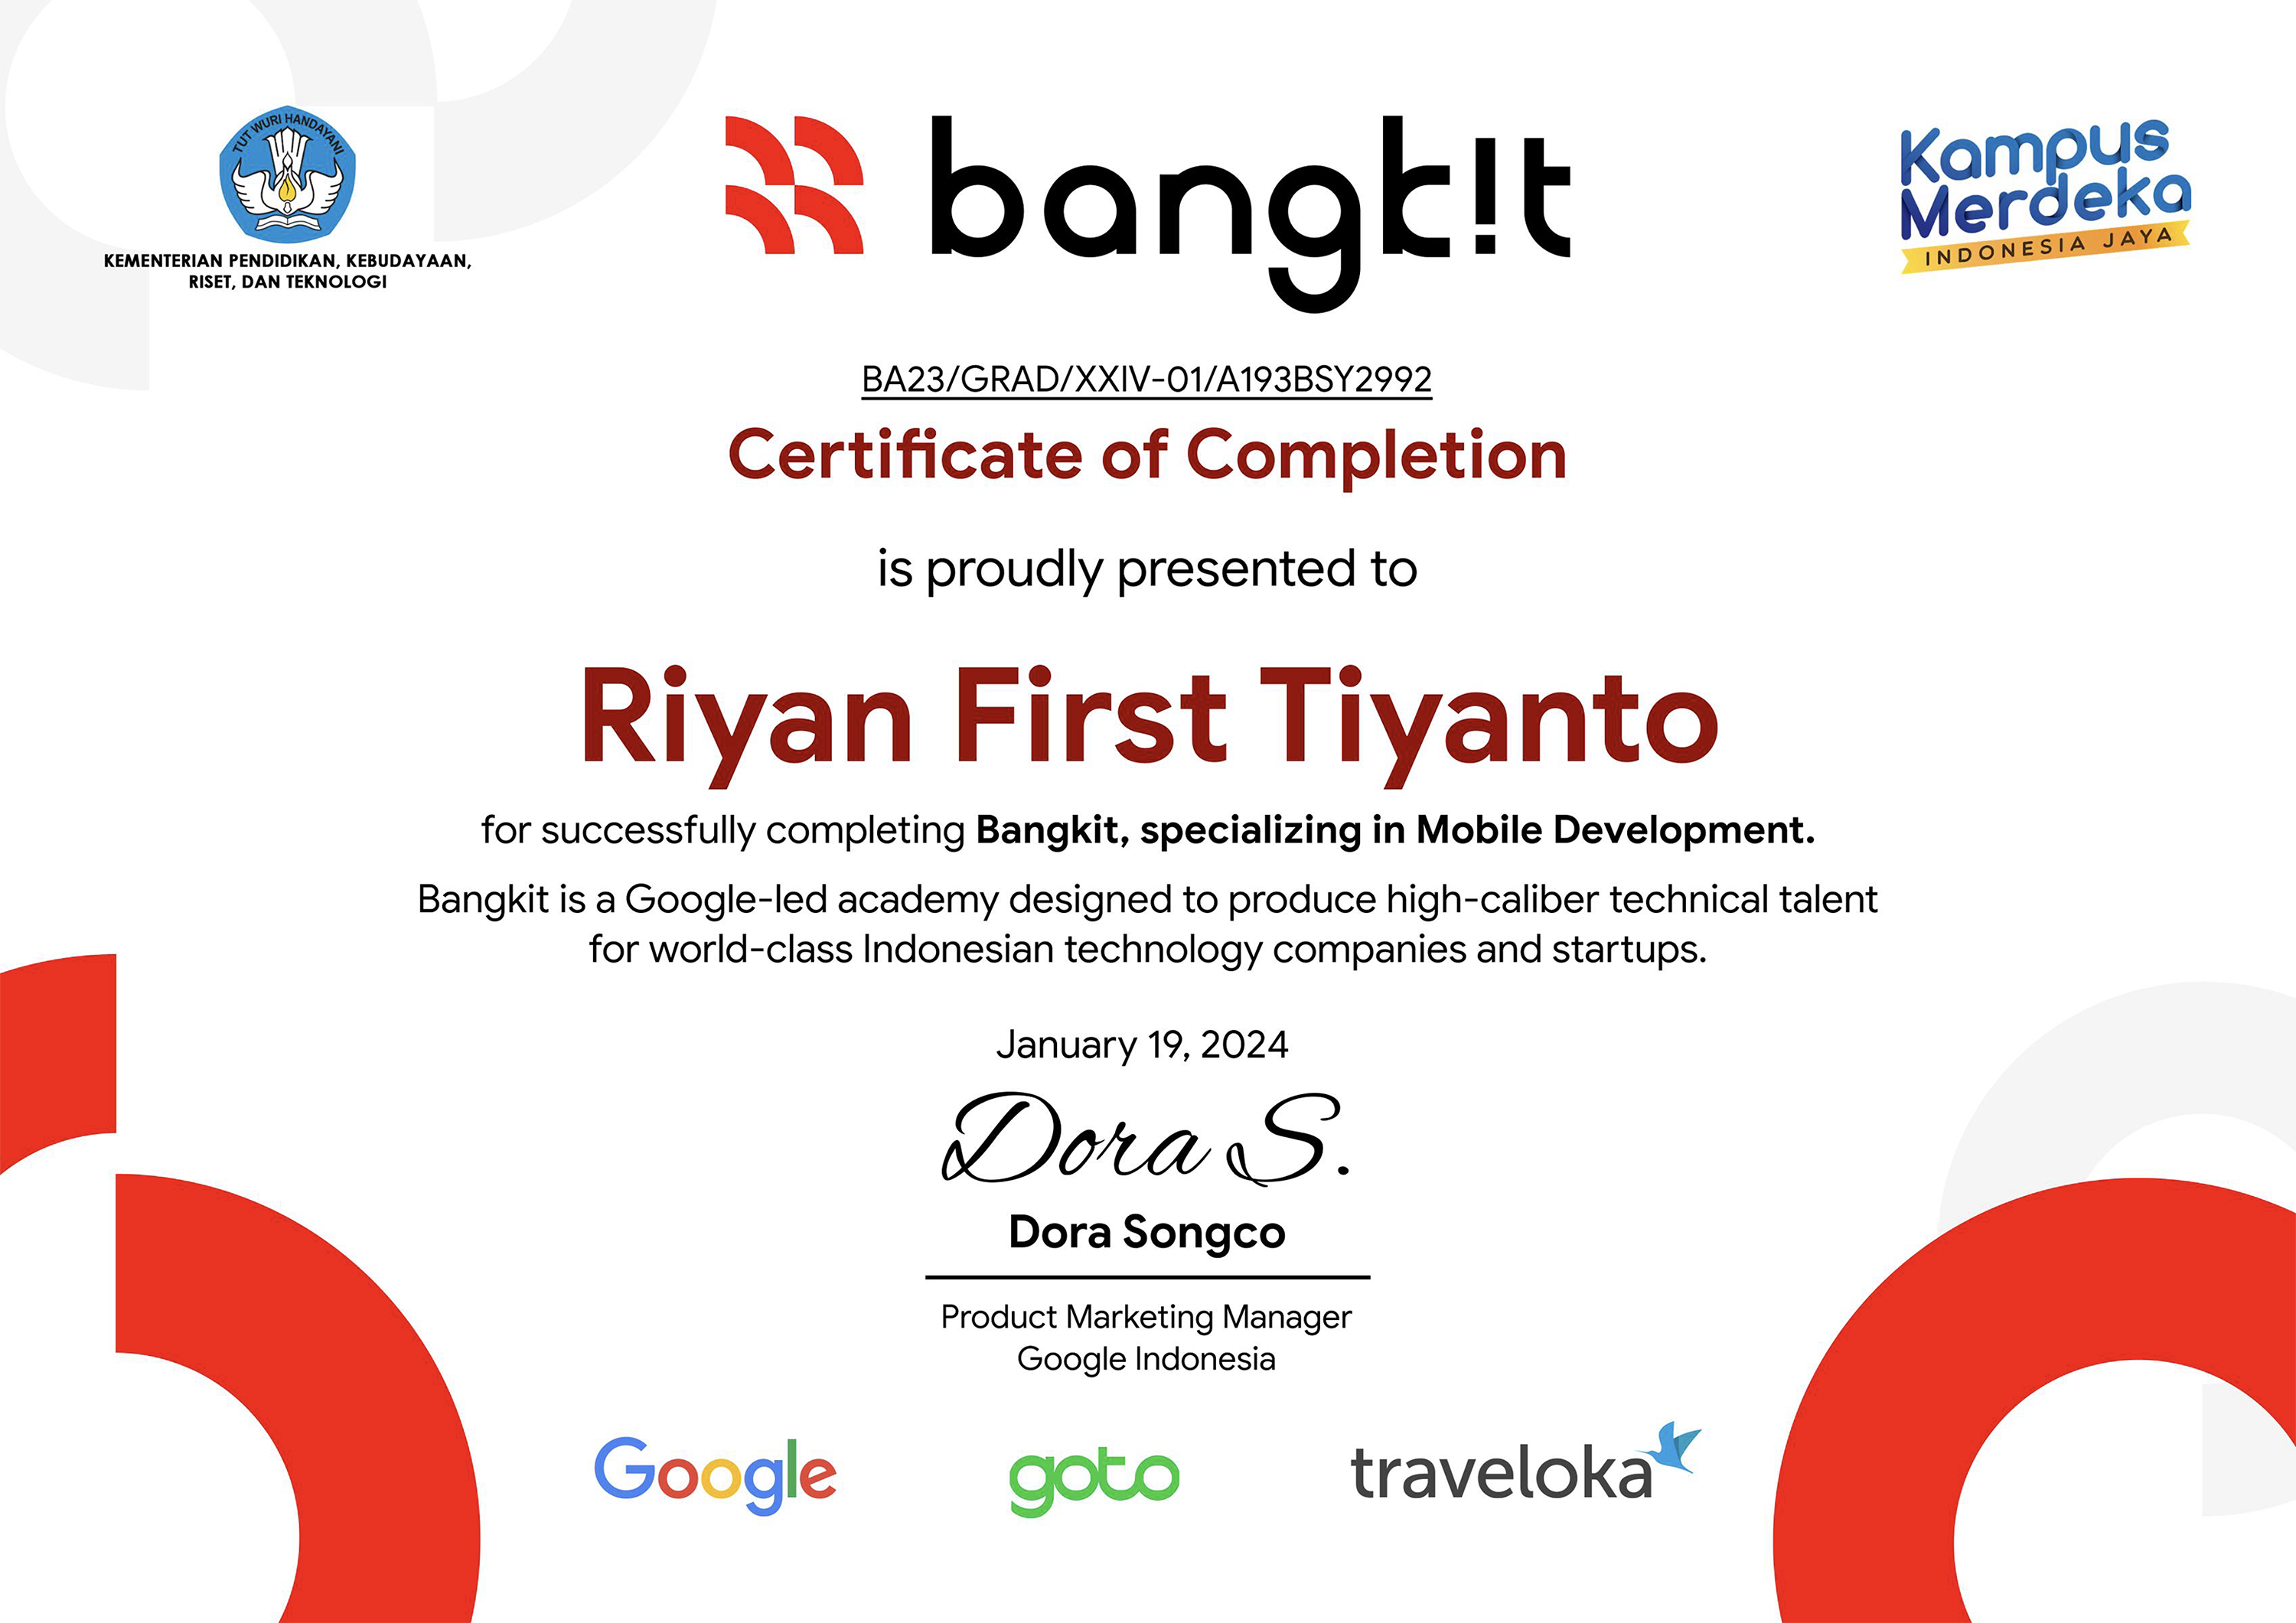 TUT WURI HANDAYANI
KEMENTERIAN PENDIDIKAN, KEBUDAYAAN,
RISET, DAN TEKNOLOGI
bangk!t
Kampus
Merdeka
INDONESIA JAYA
BA23/GRAD/XXIV-01/A193BSY2992
Certificate of Completion
is proudly presented to
Riyan First Tiyanto
for successfully completing Bangkit, specializing in Mobile Development.
Bangkit is a Google-led academy designed to produce high-caliber technical talent
for world-class Indonesian technology companies and startups.
January 19, 2024
Dora S.
Dora Songco
Product Marketing Manager
Google Indonesia
Google
goto
traveloka